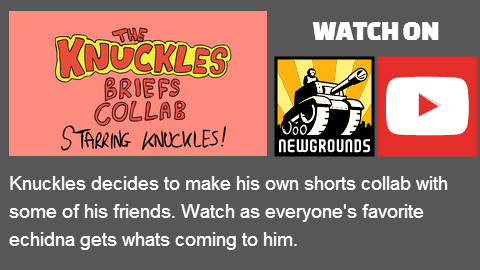 THE
KNUCKLES
BRIEFS
COLLAB
STARRING KNUCKLES!
WATCH ON
NEWGROUNDS
Knuckles decides to make his own shorts collab with
some of his friends. Watch as everyone's favorite
echidna gets whats coming to him.